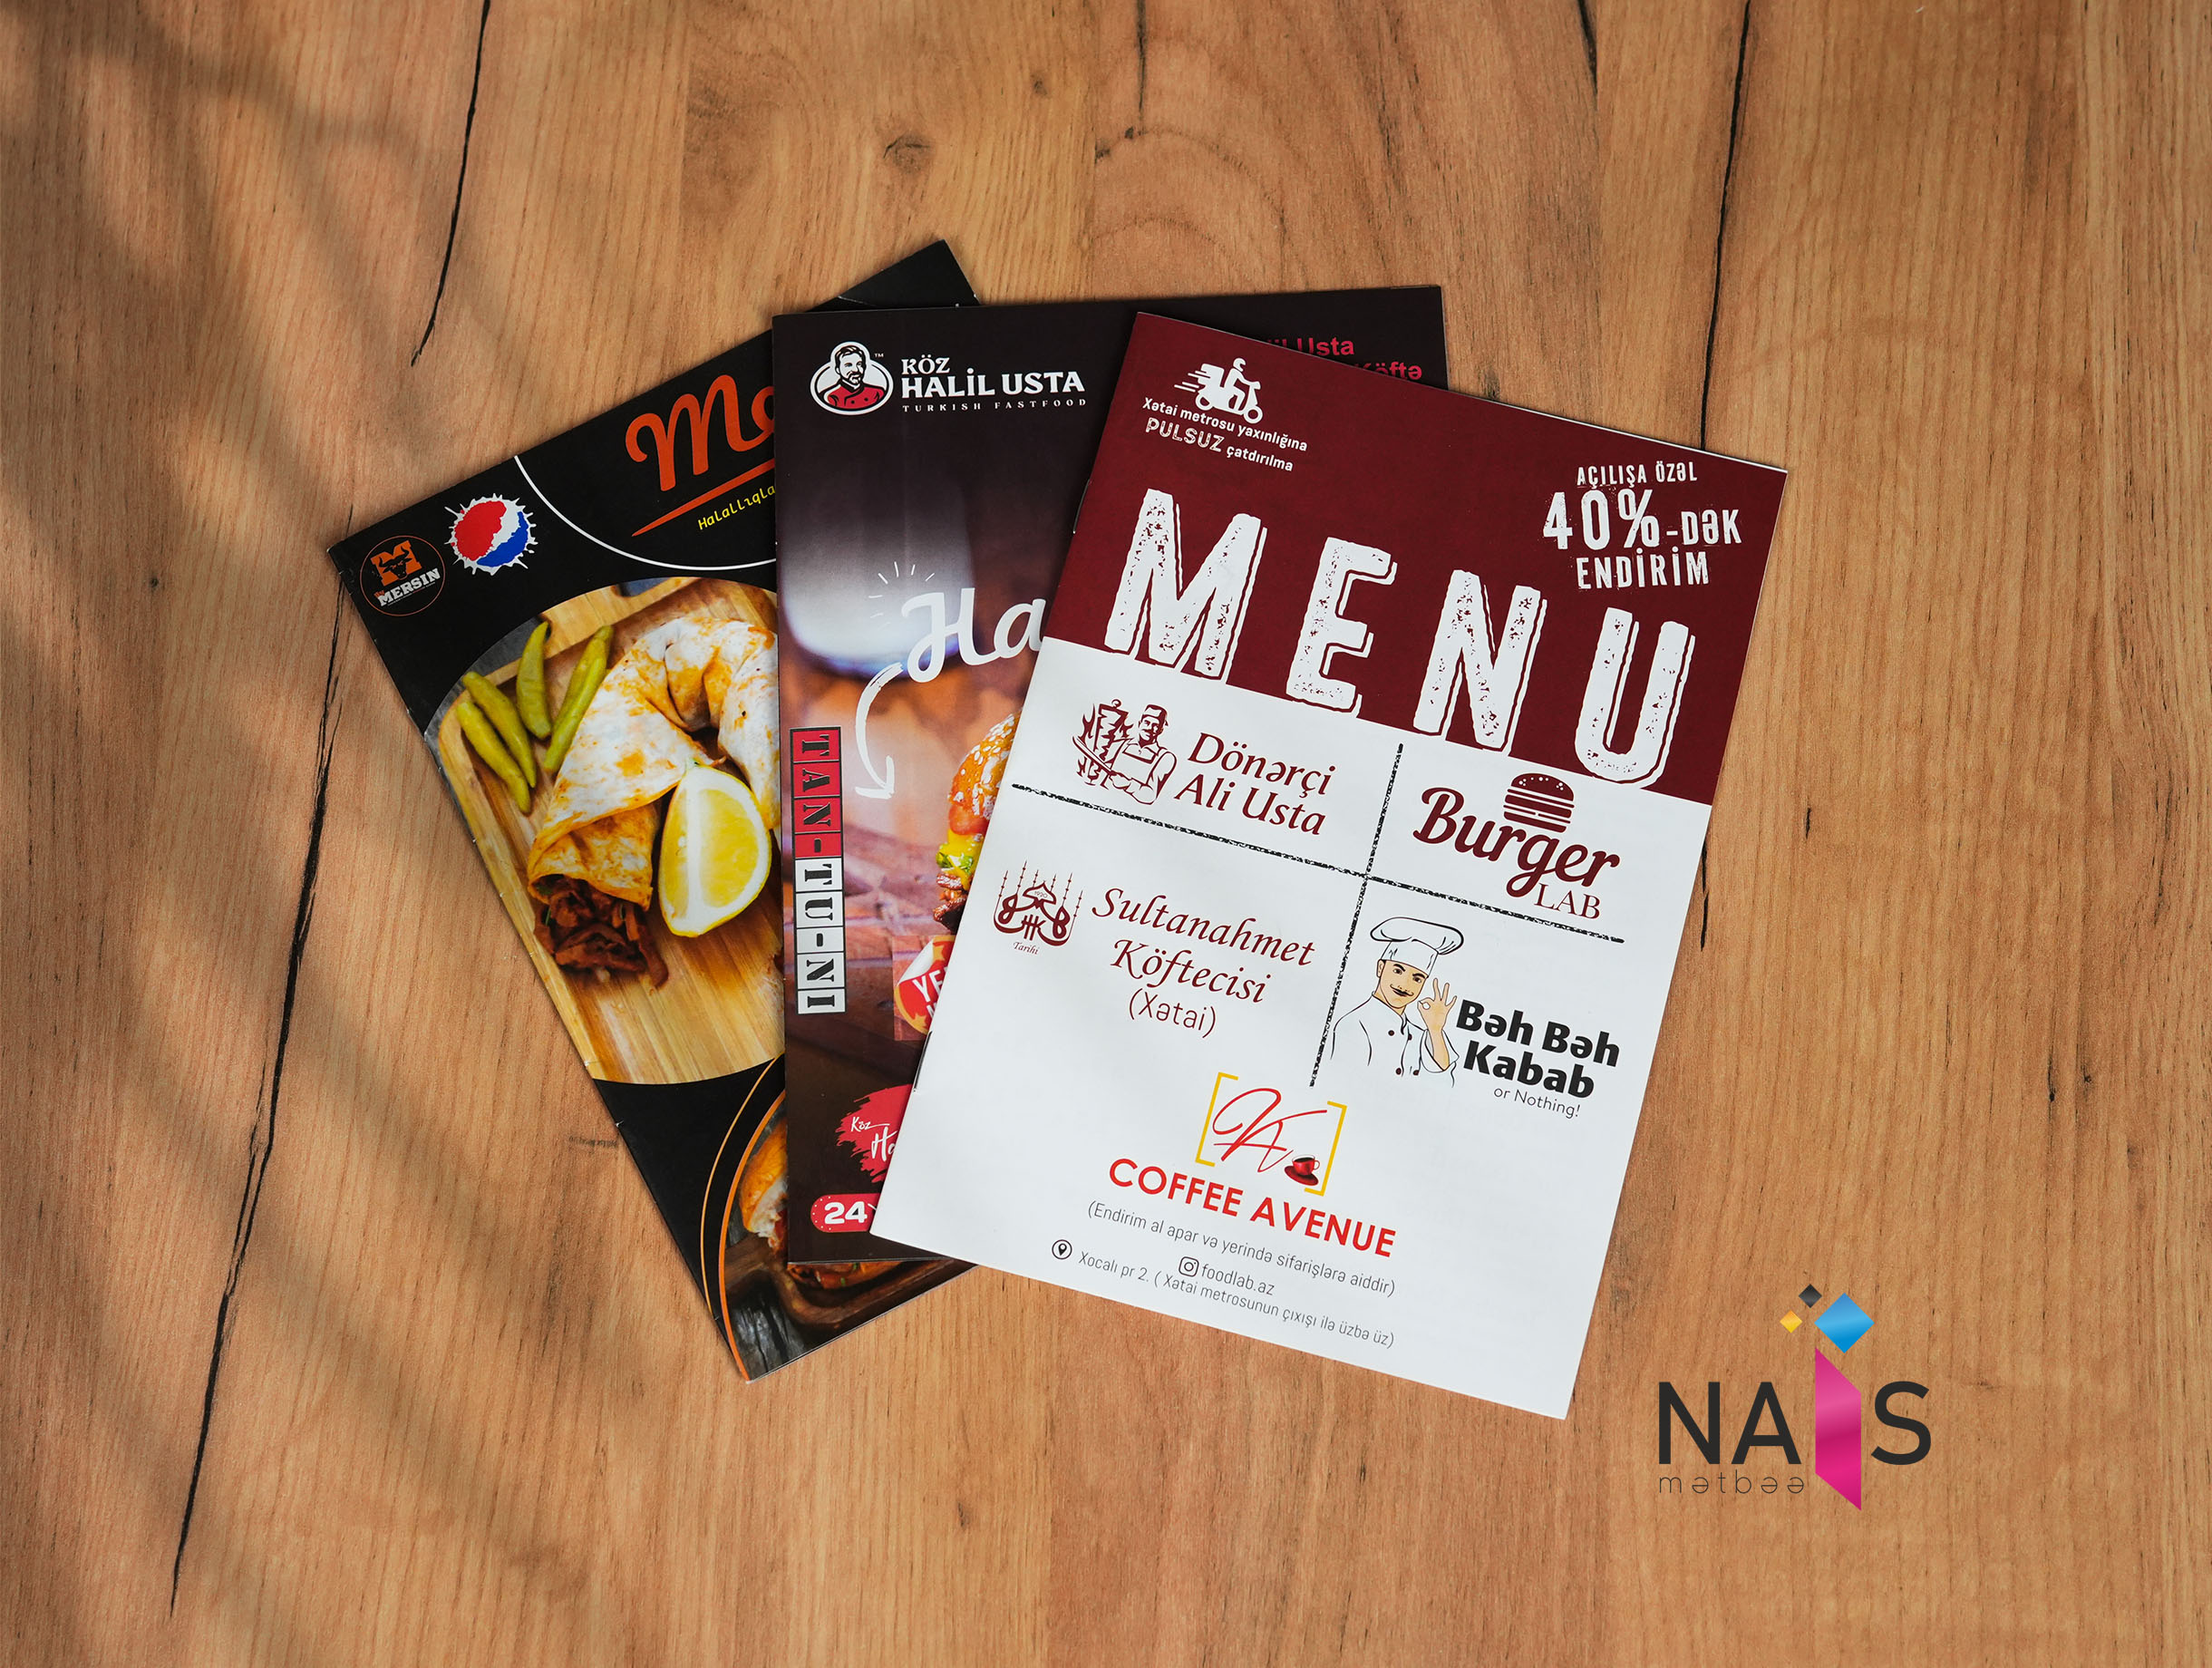 MERSIN
Halallıqla
KÖZ
HALİL USTA
TURKISH FASTFOOD
Usta
Köftə
TAN-TU-NI
Köz
24
Xətai metrosu yaxınlığına
PULSUZ çatdırılma
AÇILIŞA ÖZƏL
40%-DƏK
ENDİRİM
MENU
Dönərçi
Ali Usta
Burger
LAB
Tarihi
Sultanahmet
Köftecisi
(Xətai)
Bəh Bəh
Kabab
or Nothing!
COFFEE AVENUE
(Endirim al apar və yerində sifarişlərə aiddir)
foodlab.az
Xocalı pr 2. ( Xətai metrosunun çıxışı ilə üzbə üz)
NAIS
mətbəə